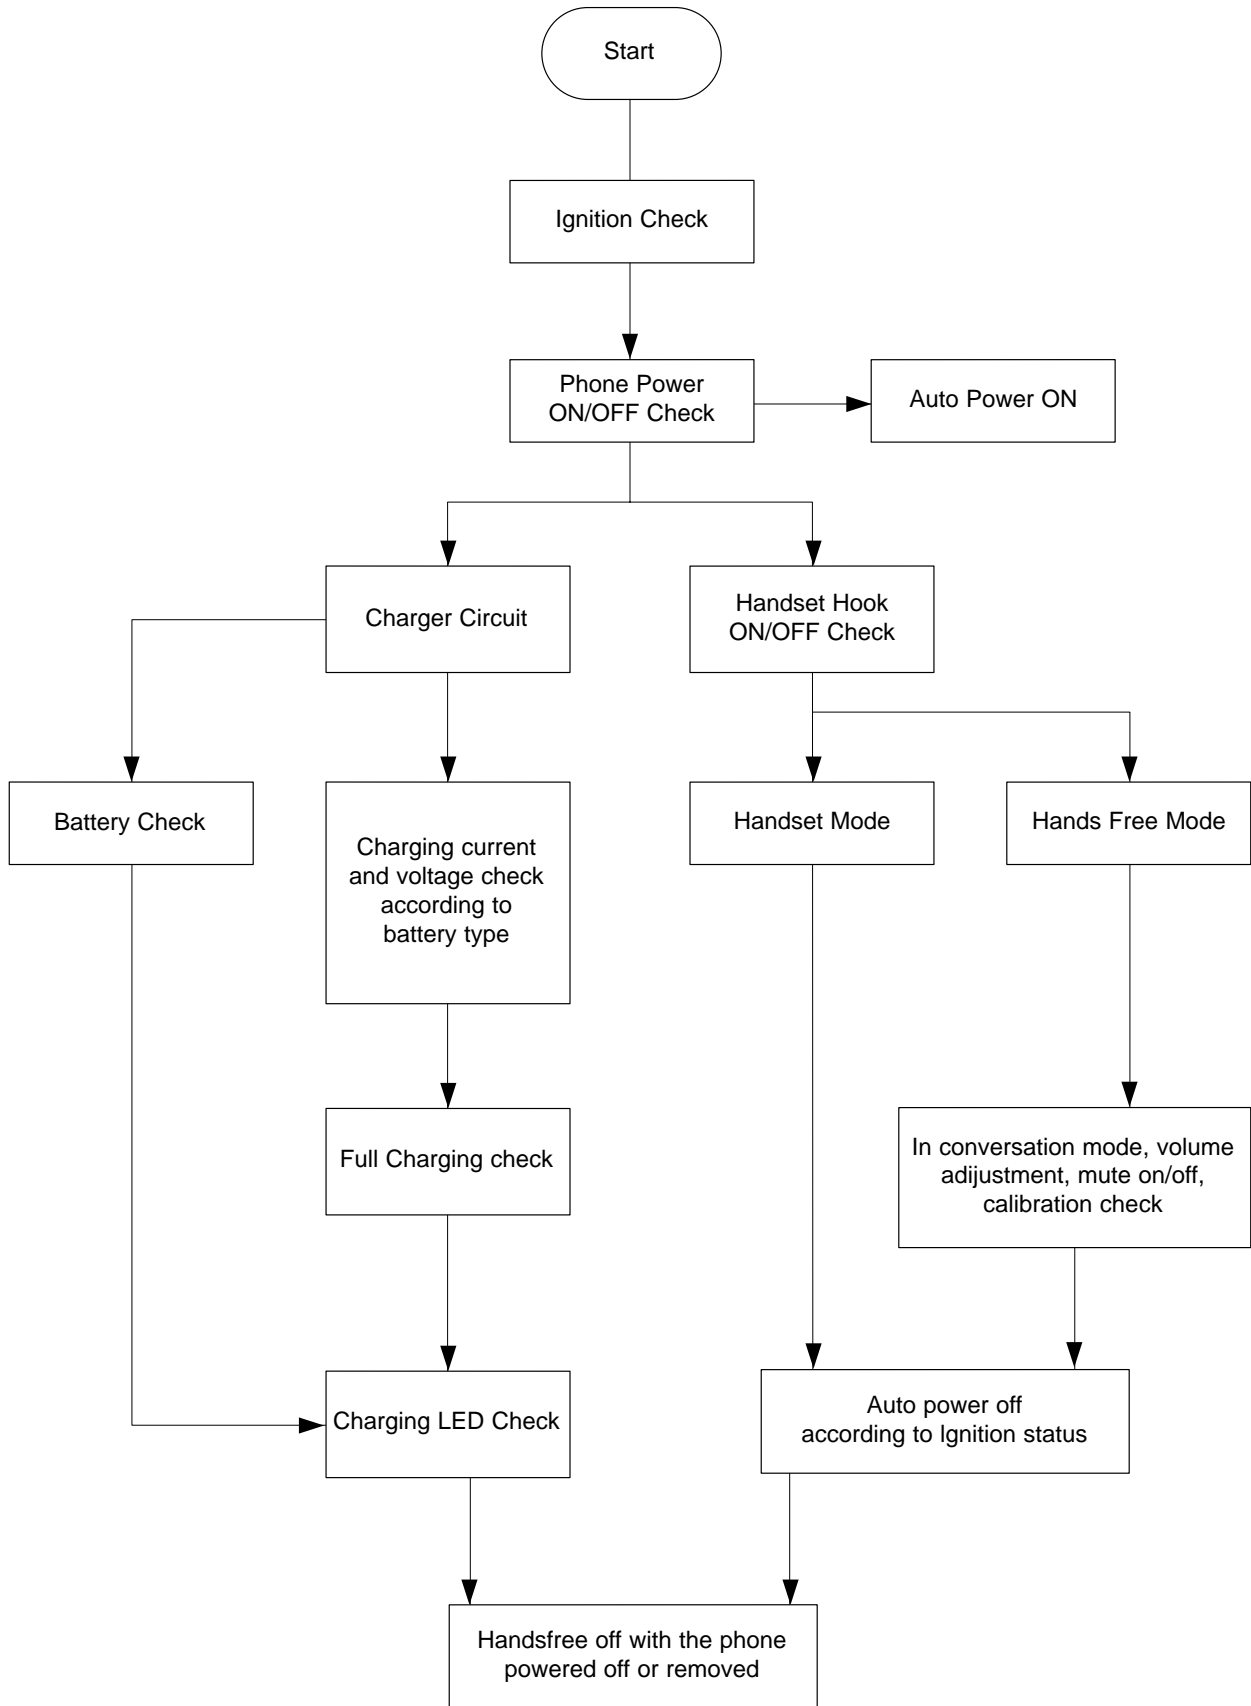 Start
Ignition Check
Phone Power
ON/OFF Check
Auto Power ON
Charger Circuit
Handset Hook
ON/OFF Check
Battery Check
Charging current
and voltage check
according to
battery type
Handset Mode
Hands Free Mode
Full Charging check
In conversation mode, volume
adijustment, mute on/off,
calibration check
Charging LED Check
Auto power off
according to Ignition status
Handsfree off with the phone
powered off or removed